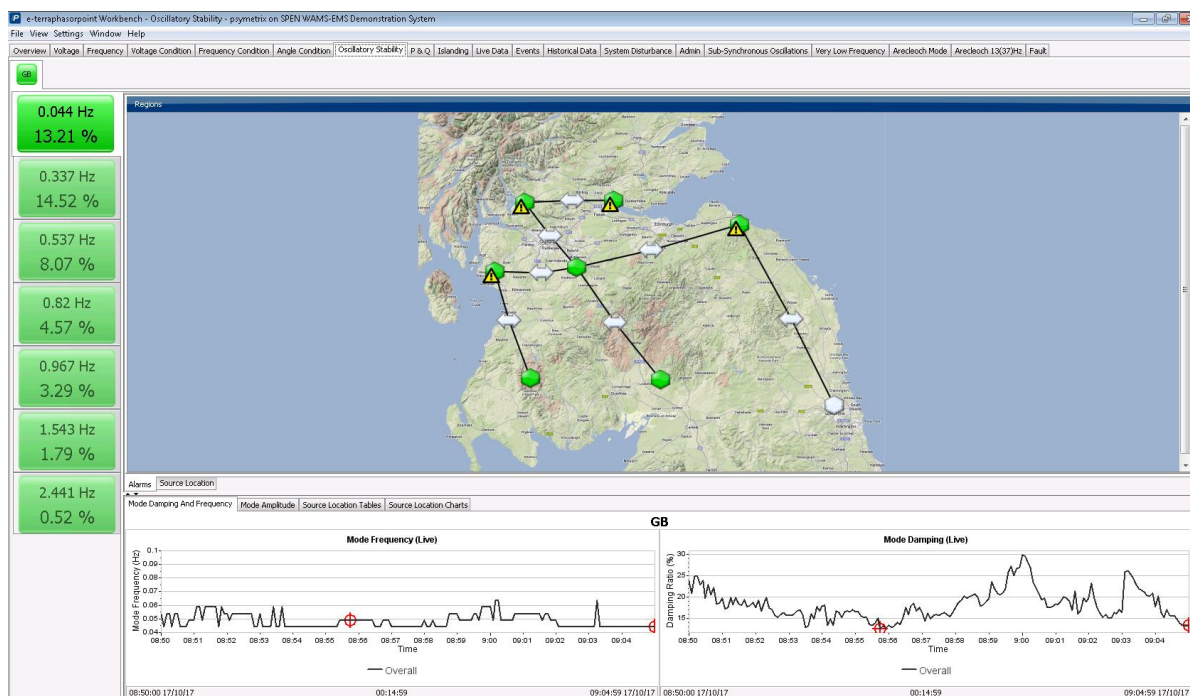 e-terraphasorpoint Workbench - Oscillatory Stability - psymetrix on SPEN WAMS-EMS Demonstration System
File View Settings Window Help
Overview Voltage Frequency Voltage Condition Frequency Condition Angle Condition Oscillatory Stability P & Q Islanding Live Data Events Historical Data System Disturbance Admin Sub-Synchronous Oscillations Very Low Frequency Arecleoch Mode Arecleoch 13(37)Hz Fault
GB
Regions
0.044 Hz
13.21 %
0.337 Hz
14.52 %
0.537 Hz
8.07 %
0.82 Hz
4.57 %
0.967 Hz
3.29 %
1.543 Hz
1.79 %
2.441 Hz
0.52 %
Edinburgh
Alarms Source Location
Mode Damping And Frequency Mode Amplitude Source Location Tables Source Location Charts
GB
Mode Frequency (Live)
Mode Frequency (Hz)
0.1
0.09
0.08
0.07
0.06
0.05
0.04
08:50 08:51 08:52 08:53 08:54 08:55 08:56 08:57 08:58 08:59 9:00 09:01 09:02 09:03 09:04
Time
Overall
08:50:00 17/10/17 00:14:59 09:04:59 17/10/17
Mode Damping (Live)
Damping Ratio (%)
30
25
20
15
08:50 08:51 08:52 08:53 08:54 08:55 08:56 08:57 08:58 08:59 9:00 09:01 09:02 09:03 09:04
Time
Overall
08:50:00 17/10/17 00:14:59 09:04:59 17/10/17